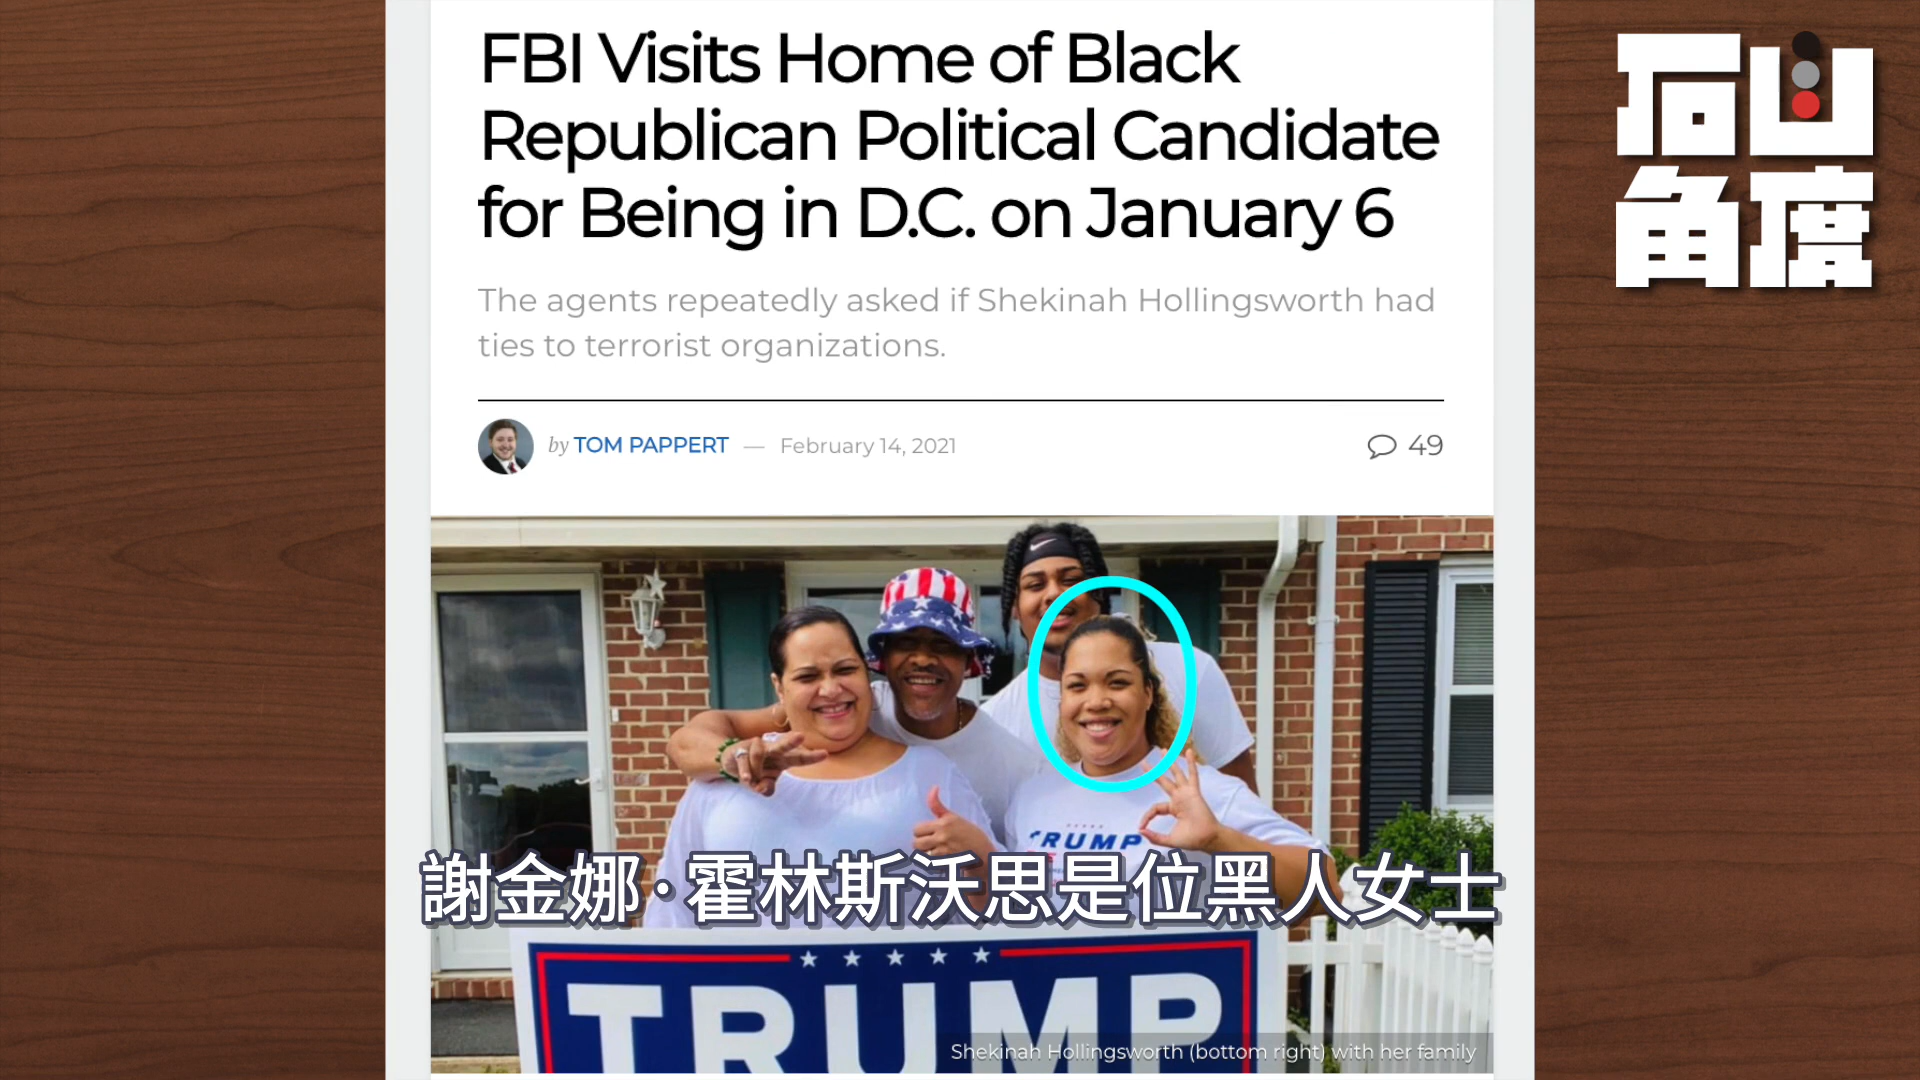 FBI Visits Home of Black
Republican Political Candidate
for Being in D.C. on January 6
The agents repeatedly asked if Shekinah Hollingsworth had
ties to terrorist organizations.
by TOM PAPPERT — February 14, 2021
49
石山
角度
TRUMP
謝金娜·霍林斯沃思是位黑人女士
TRUMP
Shekinah Hollingsworth (bottom right) with her family